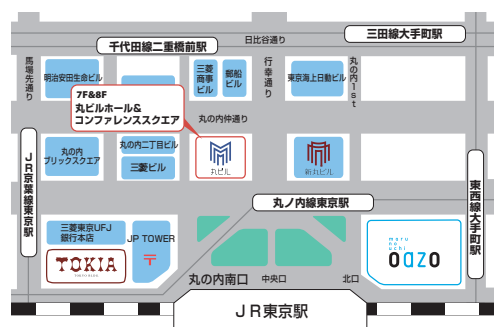 三田線大手町駅
日比谷通り
千代田線二重橋前駅
馬場先通り
明治安田生命ビル
三菱
商事
ビル
郵船
ビル
行幸通り
東京海上日動ビル
丸の内1st
7F&8F
丸ビルホール&
コンファレンススクエア
丸の内仲通り
丸の内
ブリックスクエア
丸の内二丁目ビル
三菱ビル
丸ビル
新丸ビル
JR京葉線東京駅
東西線大手町駅
丸ノ内線東京駅
三菱東京UFJ
銀行本店
JP TOWER
〒
TOKIA
maru
no
uchi
oazo
丸の内南口
中央口
北口
JR東京駅